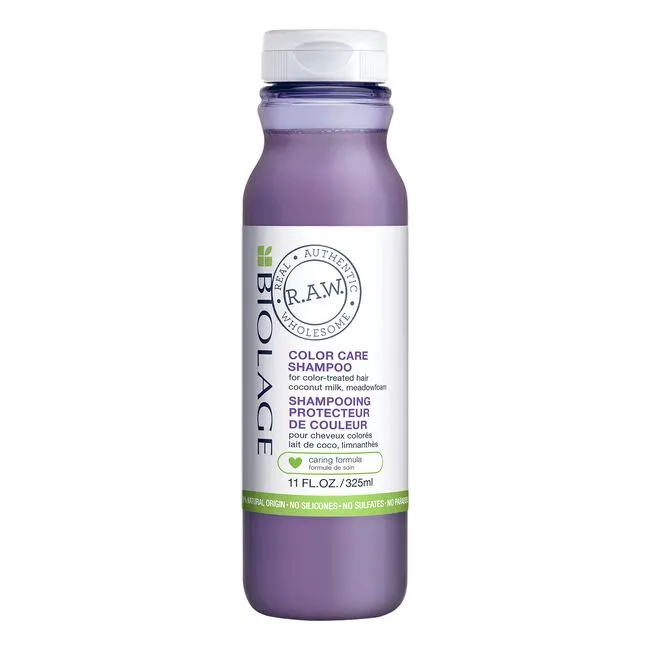 BIOLAGE
REAL • AUTHENTIC • WHOLESOME •
R.A.W.
COLOR CARE
SHAMPOO
for color-treated hair
coconut milk, meadowfoam
SHAMPOOING
PROTECTEUR
DE COULEUR
pour cheveux colorés
lait de coco, limnanthès
caring formula
formule de soin
11 FL.OZ./325ml
% NATURAL ORIGIN • NO SILICONES • NO SULFATES • NO